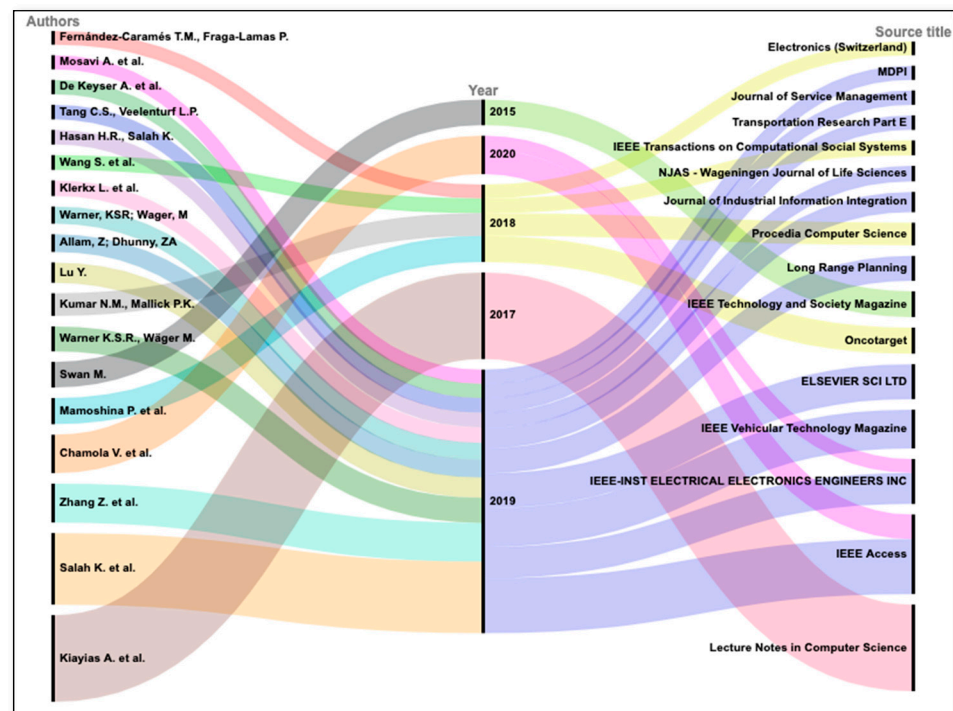 Authors
Fernández-Caramés T.M., Fraga-Lamas P.
Mosavi A. et al.
De Keyser A. et al.
Tang C.S., Veelenturf L.P.
Hasan H.R., Salah K.
Wang S. et al.
Klerkx L. et al.
Warner, KSR; Wager, M
Allam, Z; Dhunny, ZA
Lu Y.
Kumar N.M., Mallick P.K.
Warner K.S.R., Wäger M.
Swan M.
Mamoshina P. et al.
Chamola V. et al.
Zhang Z. et al.
Salah K. et al.
Kiayias A. et al.
Year
2015
2020
2018
2017
2019
Source title
Electronics (Switzerland)
MDPI
Journal of Service Management
Transportation Research Part E
IEEE Transactions on Computational Social Systems
NJAS - Wageningen Journal of Life Sciences
Journal of Industrial Information Integration
Procedia Computer Science
Long Range Planning
IEEE Technology and Society Magazine
Oncotarget
ELSEVIER SCI LTD
IEEE Vehicular Technology Magazine
IEEE-INST ELECTRICAL ELECTRONICS ENGINEERS INC
IEEE Access
Lecture Notes in Computer Science